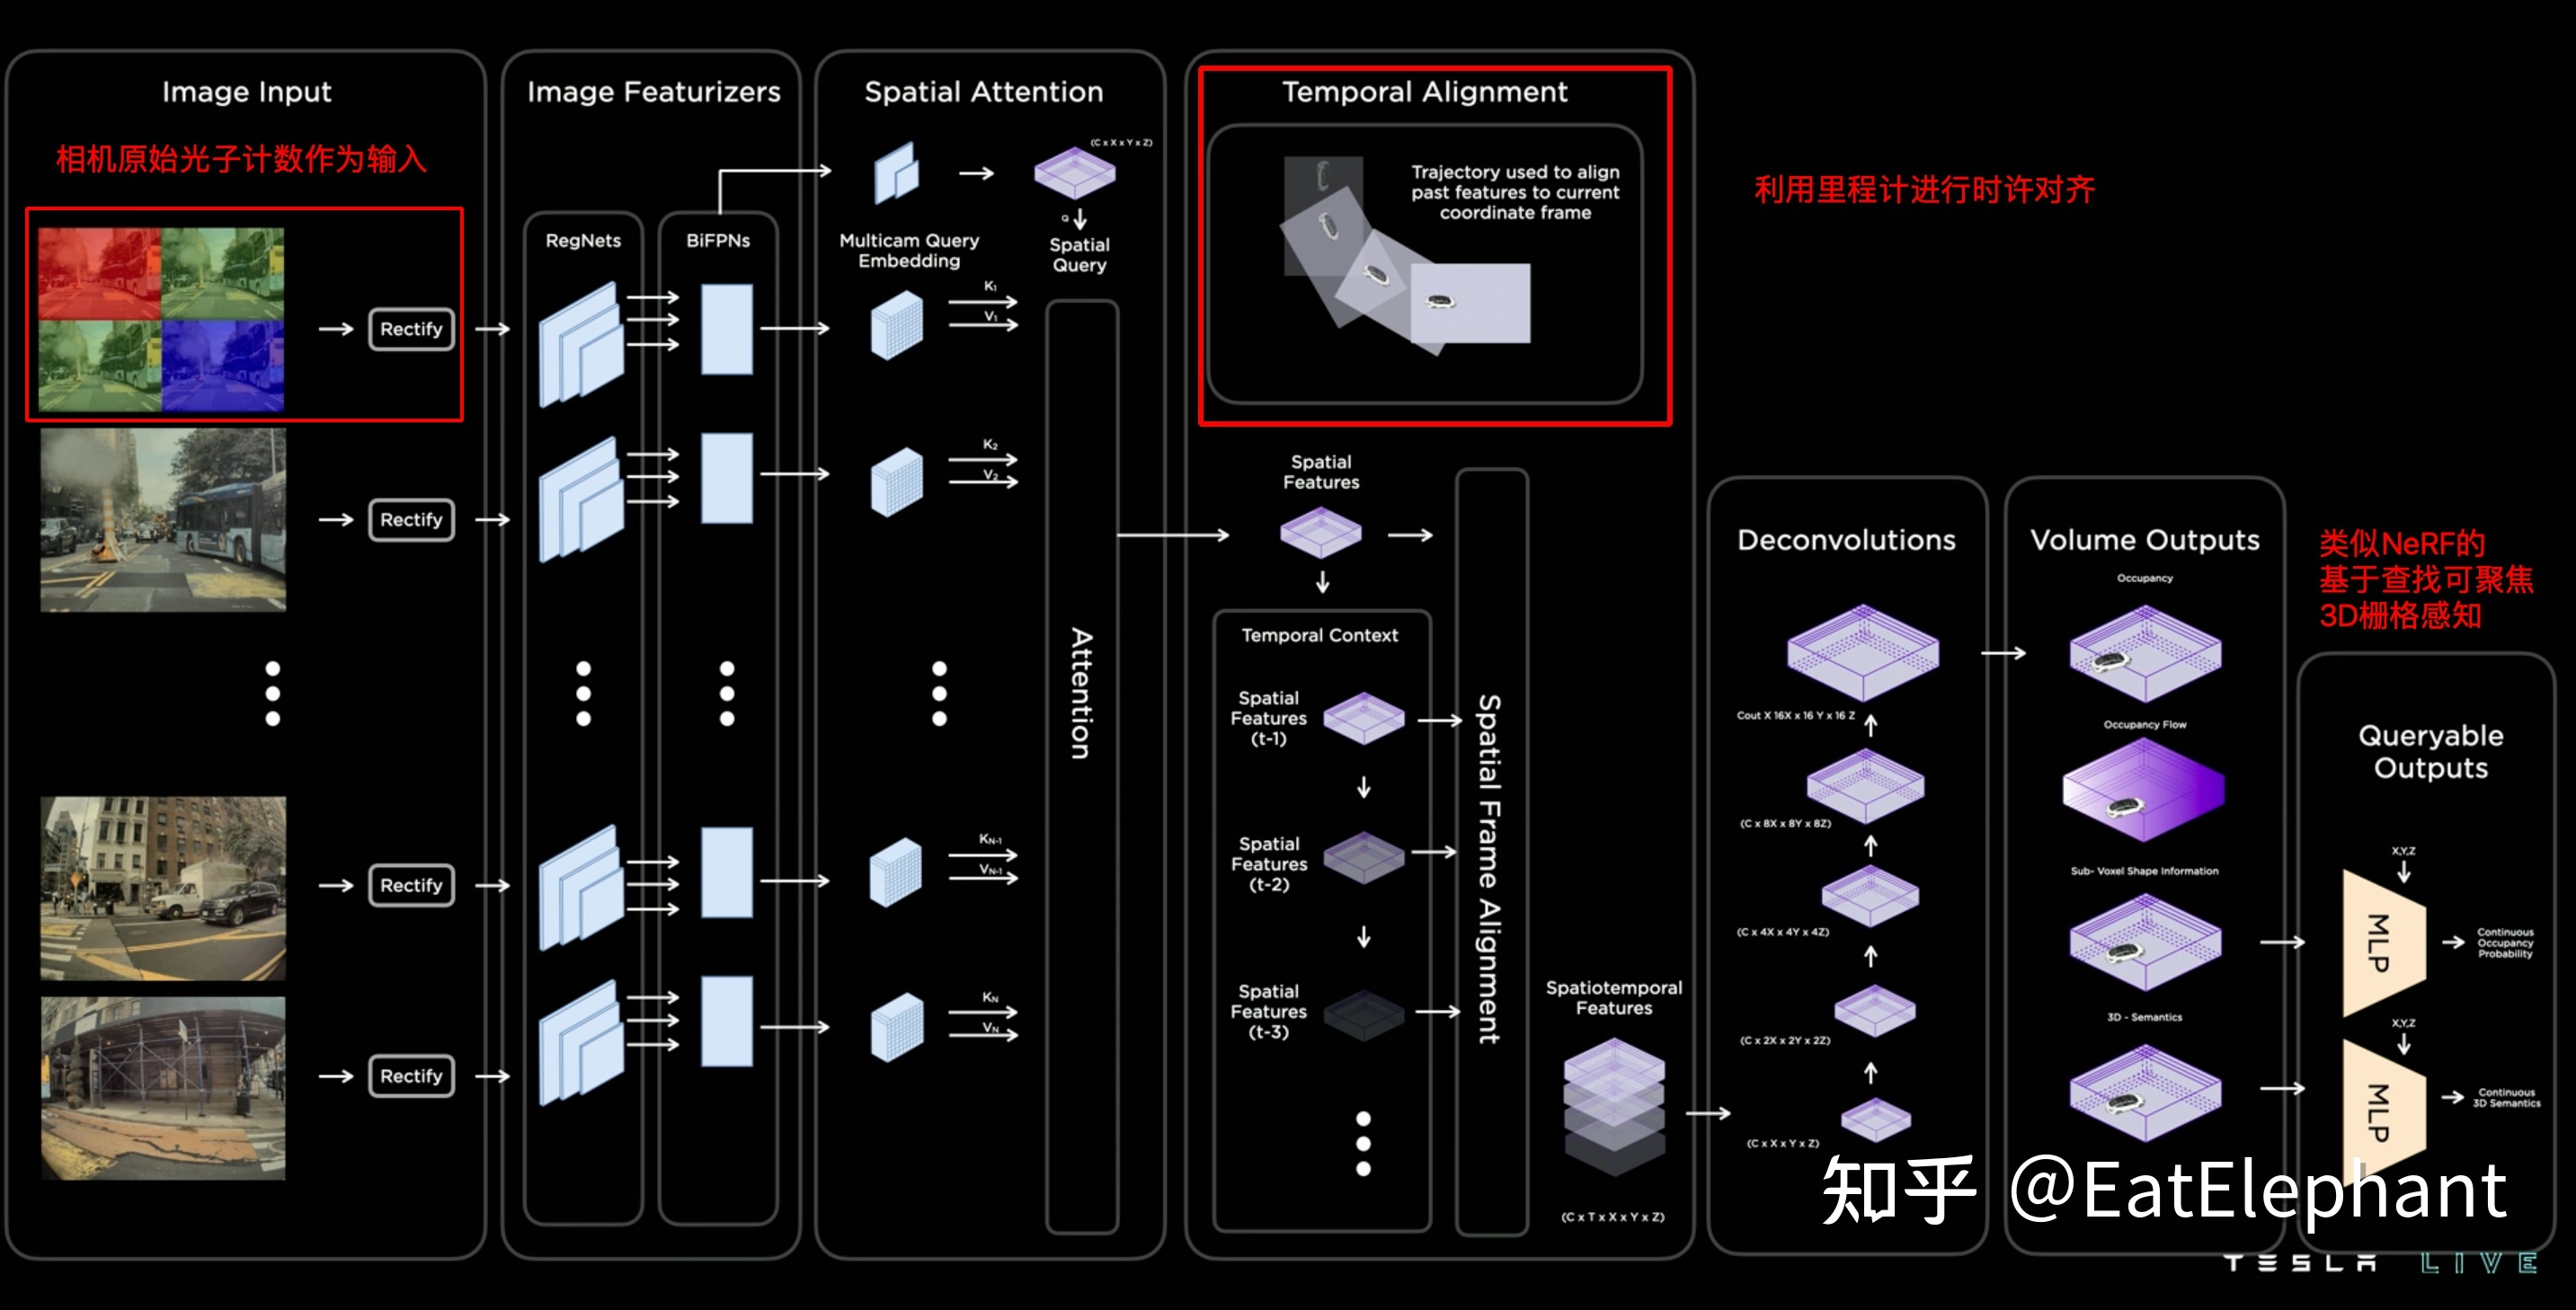 Image Input
相机原始光子计数作为输入
Rectify
Rectify
Rectify
Rectify
Image Featurizers
RegNets
BiFPNs
Spatial Attention
(C x X x Y x Z)
Q
Multicam Query
Embedding
Spatial
Query
K₁
V₁
K₂
V₂
Kₙ₋₁
Vₙ₋₁
Kₙ
Vₙ
Attention
Temporal Alignment
Trajectory used to align
past features to current
coordinate frame
利用里程计进行时许对齐
Spatial
Features
Temporal Context
Spatial
Features
(t-1)
Spatial
Features
(t-2)
Spatial
Features
(t-3)
Spatial Frame Alignment
Spatiotemporal
Features
(C x T x X x Y x Z)
Deconvolutions
Cout X 16X x 16 Y x 16 Z
(C x 8X x 8Y x 8Z)
(C x 4X x 4Y x 4Z)
(C x 2X x 2Y x 2Z)
(C x X x Y x Z)
Volume Outputs
Occupancy
Occupancy Flow
Sub- Voxel Shape Information
3D - Semantics
类似NeRF的
基于查找可聚焦
3D栅格感知
Queryable
Outputs
X,Y,Z
MLP
Continuous
Occupancy
Probability
X,Y,Z
MLP
Continuous
3D Semantics
知乎 @EatElephant
TESLA LIVE